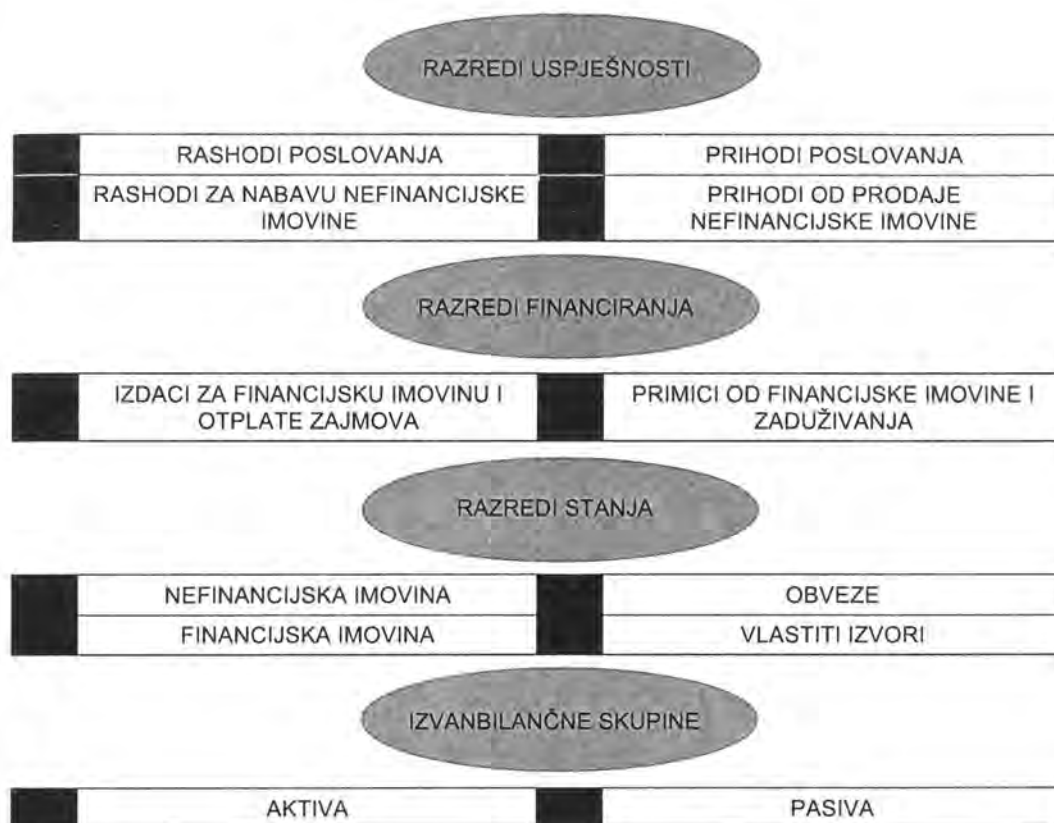 RAZREDI USPJEŠNOSTI
RASHODI POSLOVANJA
PRIHODI POSLOVANJA
RASHODI ZA NABAVU NEFINANCIJSKE
IMOVINE
PRIHODI OD PRODAJE
NEFINANCIJSKE IMOVINE
RAZREDI FINANCIRANJA
IZDACI ZA FINANCIJSKU IMOVINU I
OTPLATE ZAJMOVA
PRIMICI OD FINANCIJSKE IMOVINE I
ZADUŽIVANJA
RAZREDI STANJA
NEFINANCIJSKA IMOVINA
OBVEZE
FINANCIJSKA IMOVINA
VLASTITI IZVORI
IZVANBILANČNE SKUPINE
AKTIVA
PASIVA